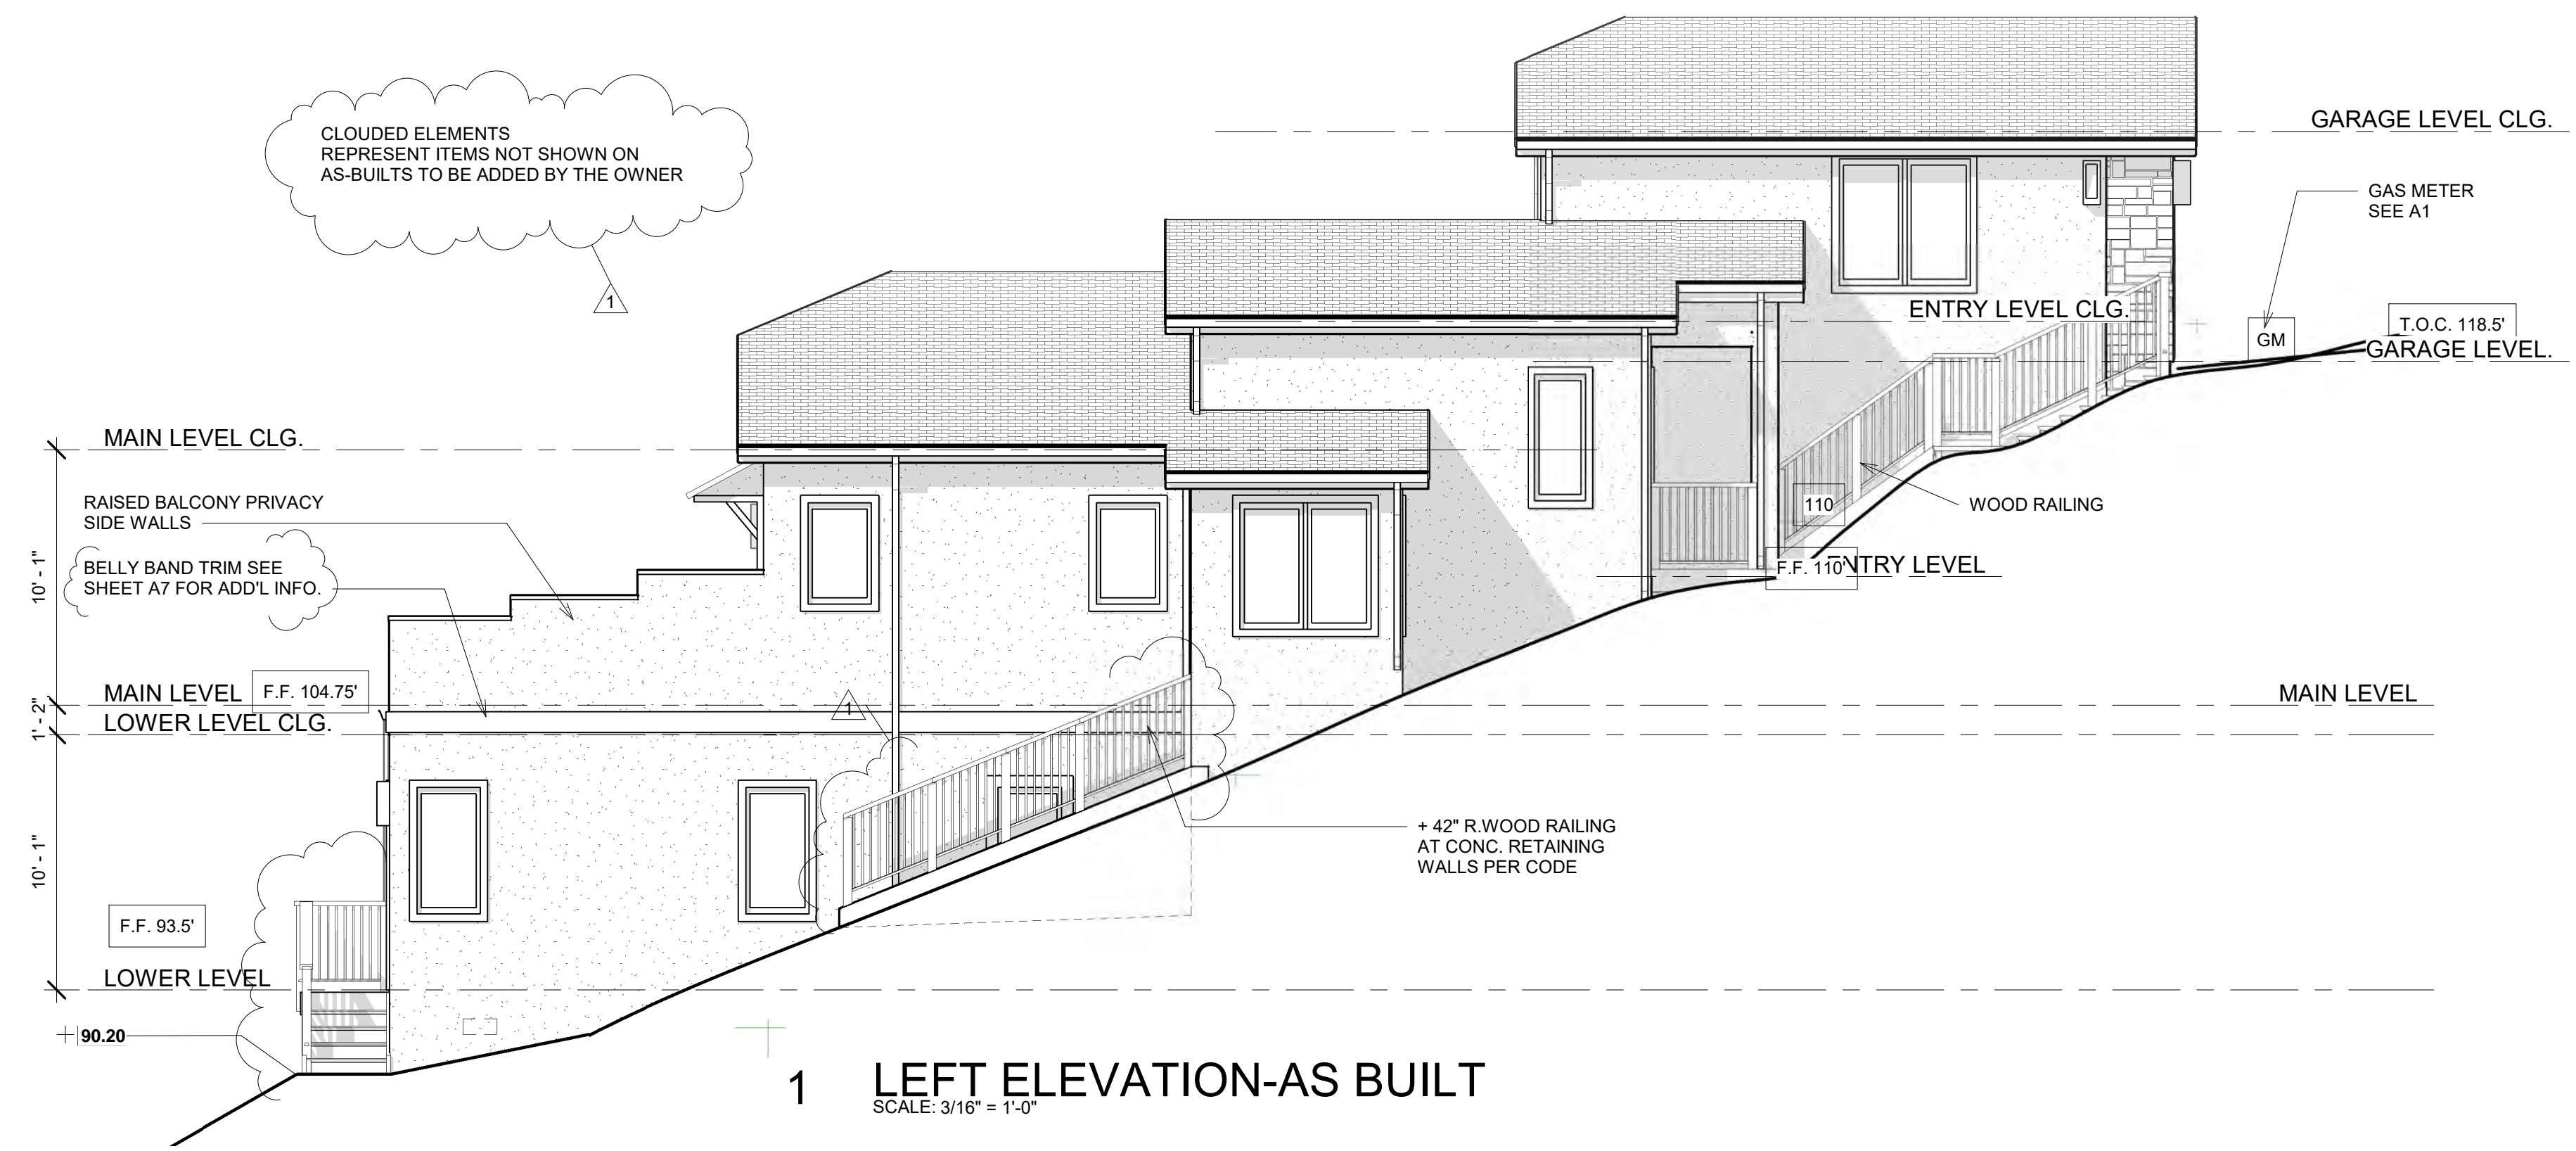 CLOUDED ELEMENTS
REPRESENT ITEMS NOT SHOWN ON
AS-BUILTS TO BE ADDED BY THE OWNER
1
GARAGE LEVEL CLG.
GAS METER
SEE A1
ENTRY LEVEL CLG.
T.O.C. 118.5'
GM
GARAGE LEVEL.
MAIN LEVEL CLG.
RAISED BALCONY PRIVACY
SIDE WALLS
110
WOOD RAILING
10' - 1"
BELLY BAND TRIM SEE
SHEET A7 FOR ADD'L INFO.
F.F. 110'
NTRY LEVEL
MAIN LEVEL
F.F. 104.75'
MAIN LEVEL
1' - 2"
LOWER LEVEL CLG.
1
+ 42" R.WOOD RAILING
AT CONC. RETAINING
WALLS PER CODE
10' - 1"
F.F. 93.5'
LOWER LEVEL
90.20
1
LEFT ELEVATION-AS BUILT
SCALE: 3/16" = 1'-0"